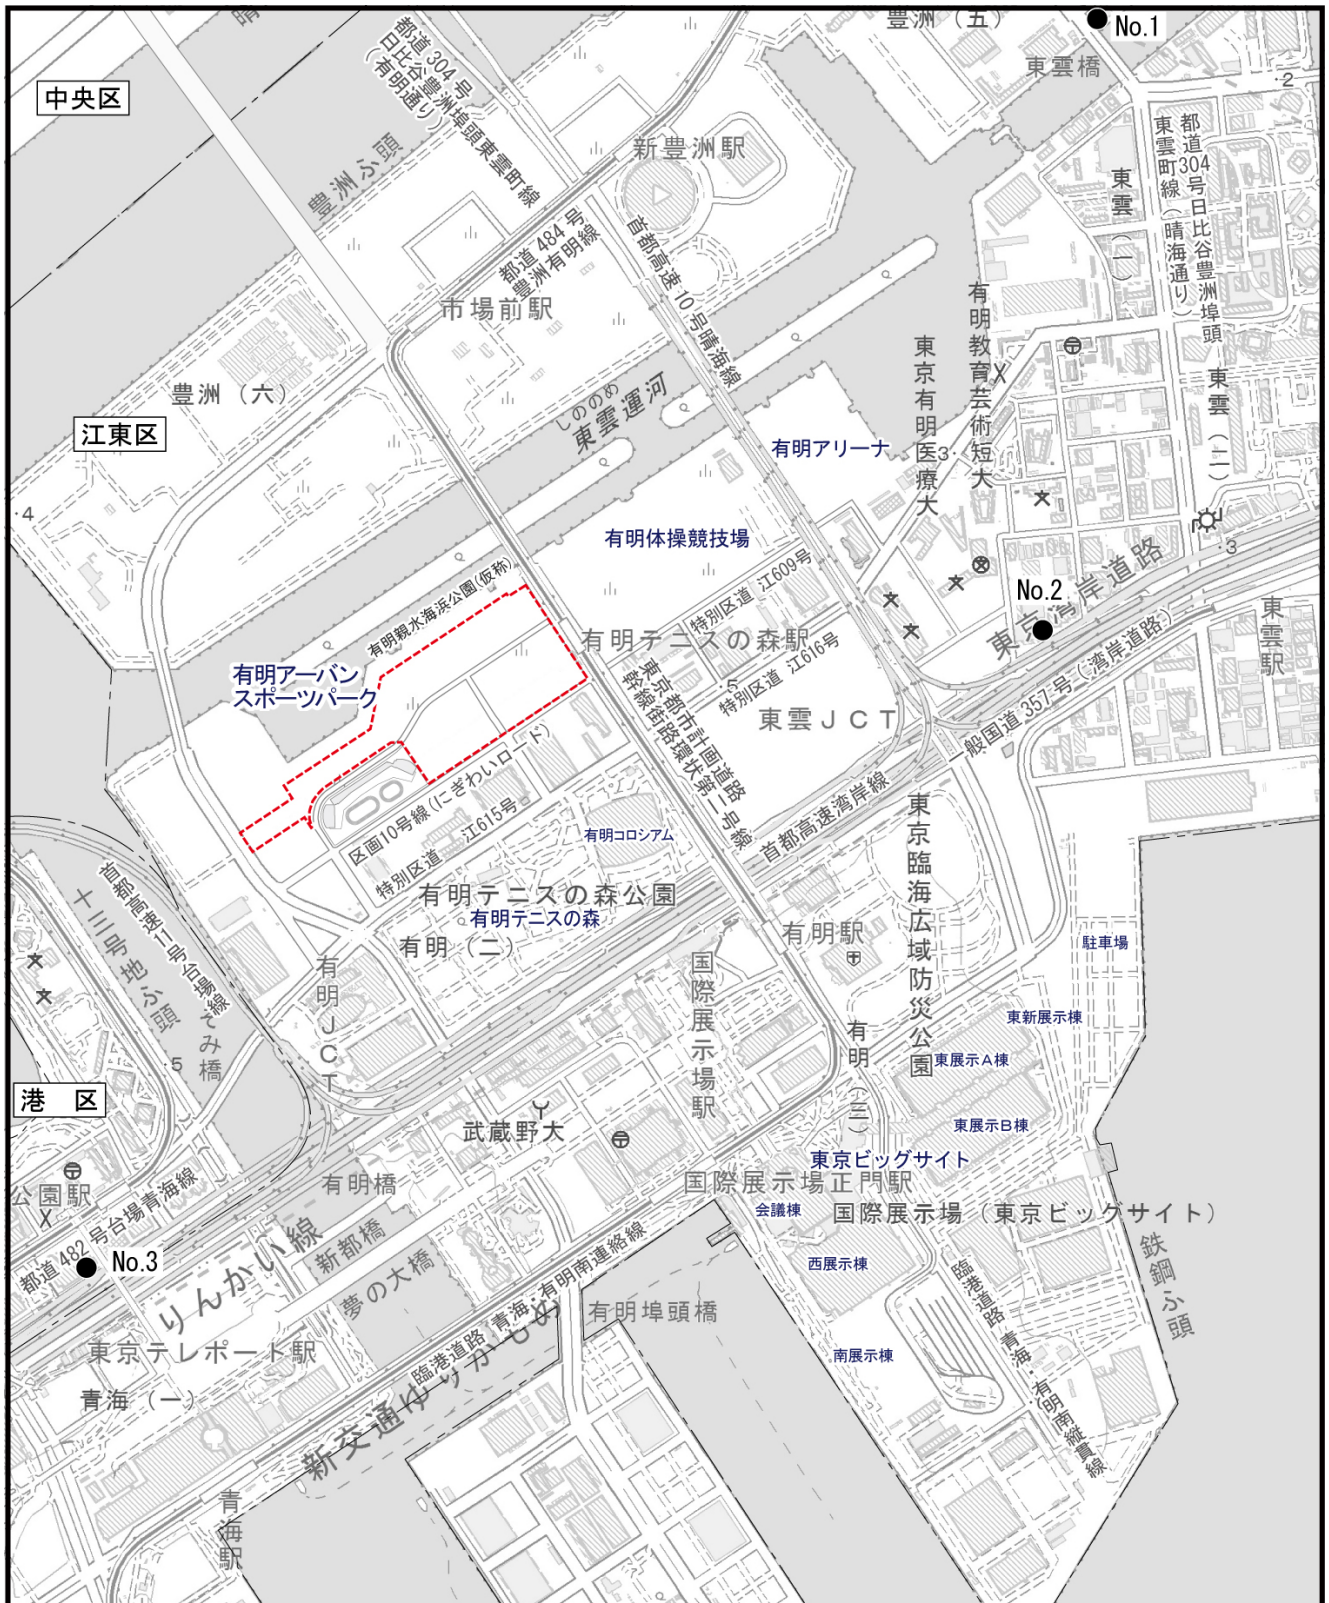 豊洲（五）
No.1
東雲橋
中央区
都道304号
（日比谷豊洲埠頭東雲町線
（有明通り）
豊洲ふ頭
新豊洲駅
都道484号
豊洲有明線
首都高速10号晴海線
都道304号日比谷豊洲埠頭
東雲町線（晴海通り）
東雲（一）
2
市場前駅
豊洲（六）
江東区
しののめ
東雲運河
有明アリーナ
東京有明医療大
有明教育芸術短大
東雲（二）
3
4
有明体操競技場
特別区道 江609号
有明親水海浜公園(仮称)
No.2
東京湾岸道路
3
東雲駅
有明テニスの森駅
特別区道 江616号
5
有明アーバン
スポーツパーク
東京都市計画道路
幹線街路環状第二号線
東雲JCT
一般国道357号（湾岸道路）
首都高速湾岸線
区画10号線(にぎわいロード)
特別区道 江615号
有明コロシアム
有明テニスの森公園
有明テニスの森
有明（二）
東京臨海広域防災公園
有明駅
駐車場
首都高速11号台場線
十三号地ふ頭
のぞみ橋
5
有明JCT
国際展示場駅
東新展示棟
有明（三）
東展示A棟
東展示B棟
港 区
武蔵野大
東京ビッグサイト
国際展示場正門駅
公園駅
有明橋
都道482号台場青海線
No.3
りんかい線
新都橋
夢の大橋
会議棟
国際展示場（東京ビッグサイト）
西展示棟
鉄鋼ふ頭
臨港道路 青海・有明南連絡線
有明埠頭橋
臨港道路 青海・有明南縦貫線
南展示棟
東京テレポート駅
青海（一）
新交通ゆりかもめ
青海駅